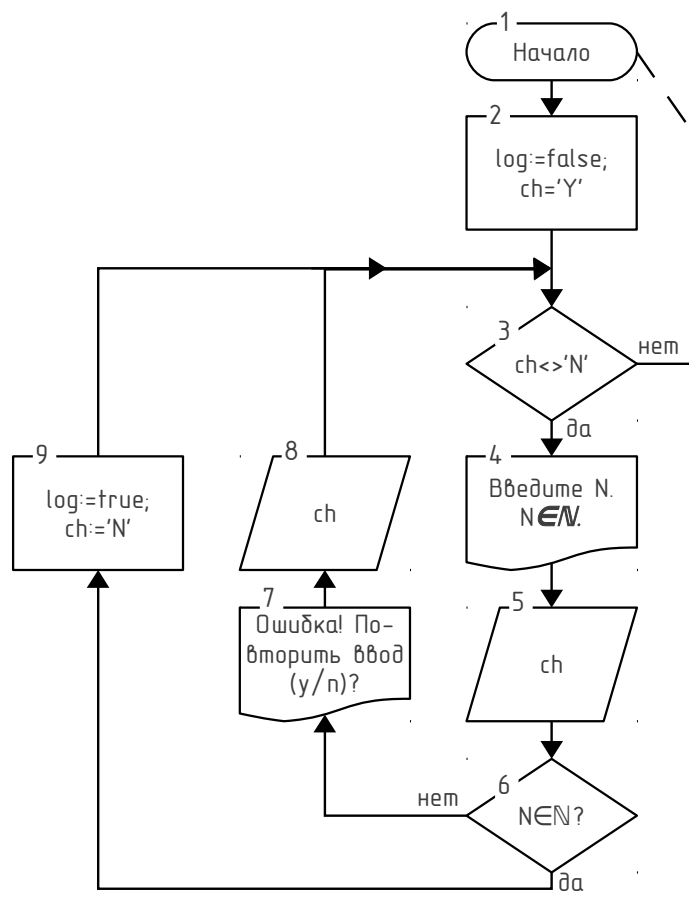 1
Начало
2
log:=false;
ch='Y'
3
ch<>'N'
нет
да
4
Введите N.
N∈ℕ.
5
ch
6
N∈ℕ?
нет
да
7
Ошибка! По-
вторить ввод
(y/n)?
8
ch
9
log:=true;
ch:='N'